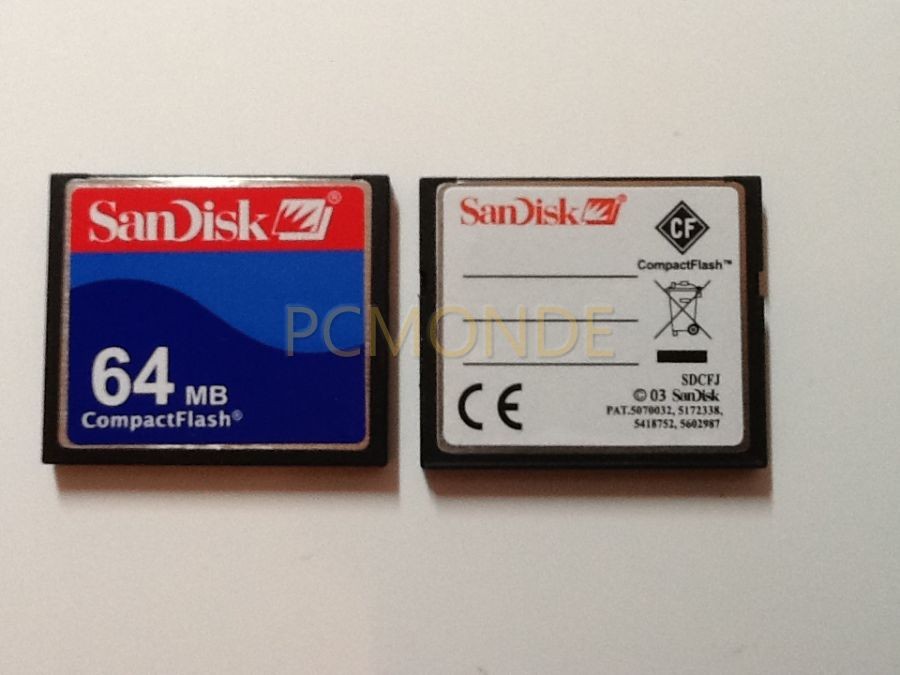 SanDisk®
64 MB
CompactFlash®
SanDisk®
CF
CompactFlash™
PCMONDE
CE
SDCFJ
© 03 SanDisk
PAT.5070032, 5172338,
5418752, 5602987